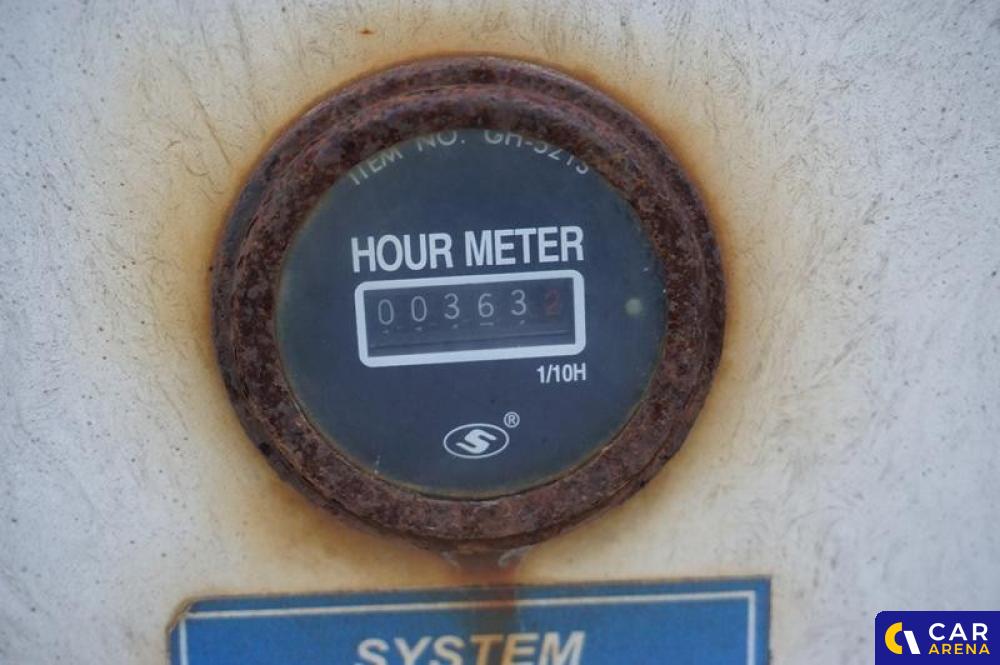 ITEM NO. GH-5213
HOUR METER
003632
1/10H
S®
SYSTEM
CAR
ARENA